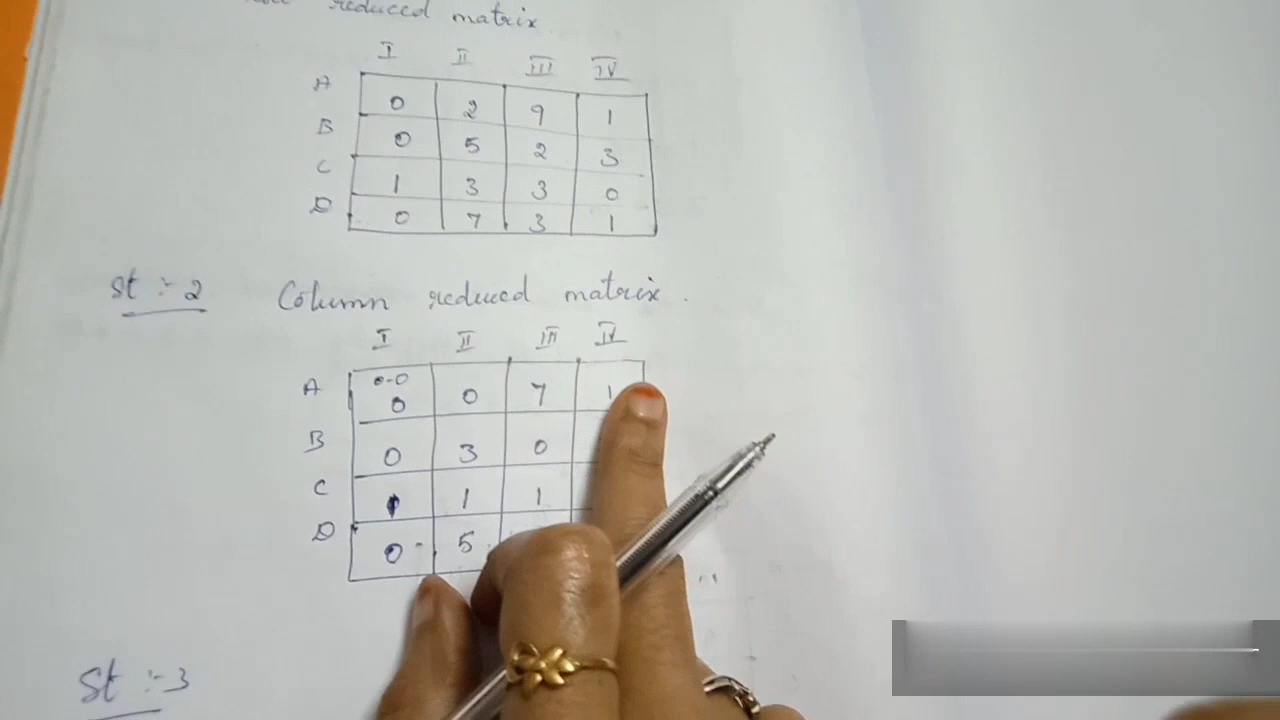 reduced matrix.
I II III IV
A 0 2 9 1
B 0 5 2 3
C 1 3 3 0
D 0 7 3 1
St :- 2 Column reduced matrix.
I II III IV
A 0-0 0 0 7 1
B 0 3 0
C 1 1 1
D 0 5
St :- 3